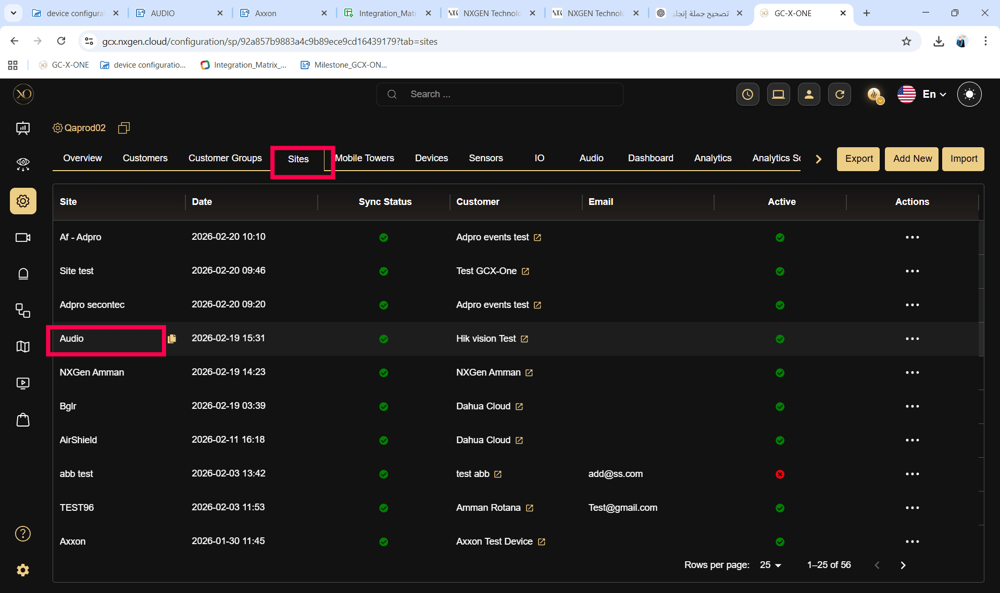 device configura
AUDIO
Axxon
Integration_Mat
NXGEN Technolo
NXGEN Technolo
تصحيح جملة إنجلي
GC-X-ONE
gcx.nxgen.cloud/configuration/sp/92a857b9883a4c9b89ece9cd16439179?tab=sites
GC-X-ONE
device configuratio...
Integration_Matrix_...
Milestone_GCX-ON...
XO
Search ...
En
Qaprod02
Overview
Customers
Customer Groups
Sites
Mobile Towers
Devices
Sensors
IO
Audio
Dashboard
Analytics
Analytics Sc
Export
Add New
Import
Site Date Sync Status Customer Email Active Actions
Af - Adpro 2026-02-20 10:10 Adpro events test
Site test 2026-02-20 09:46 Test GCX-One
Adpro secontec 2026-02-20 09:20 Adpro events test
Audio 2026-02-19 15:31 Hik vision Test
NXGen Amman 2026-02-19 14:23 NXGen Amman
Bglr 2026-02-19 03:39 Dahua Cloud
AirShield 2026-02-11 16:18 Dahua Cloud
abb test 2026-02-03 13:42 test abb add@ss.com
TEST96 2026-02-03 11:53 Amman Rotana Test@gmail.com
Axxon 2026-01-30 11:45 Axxon Test Device
Rows per page: 25 1–25 of 56